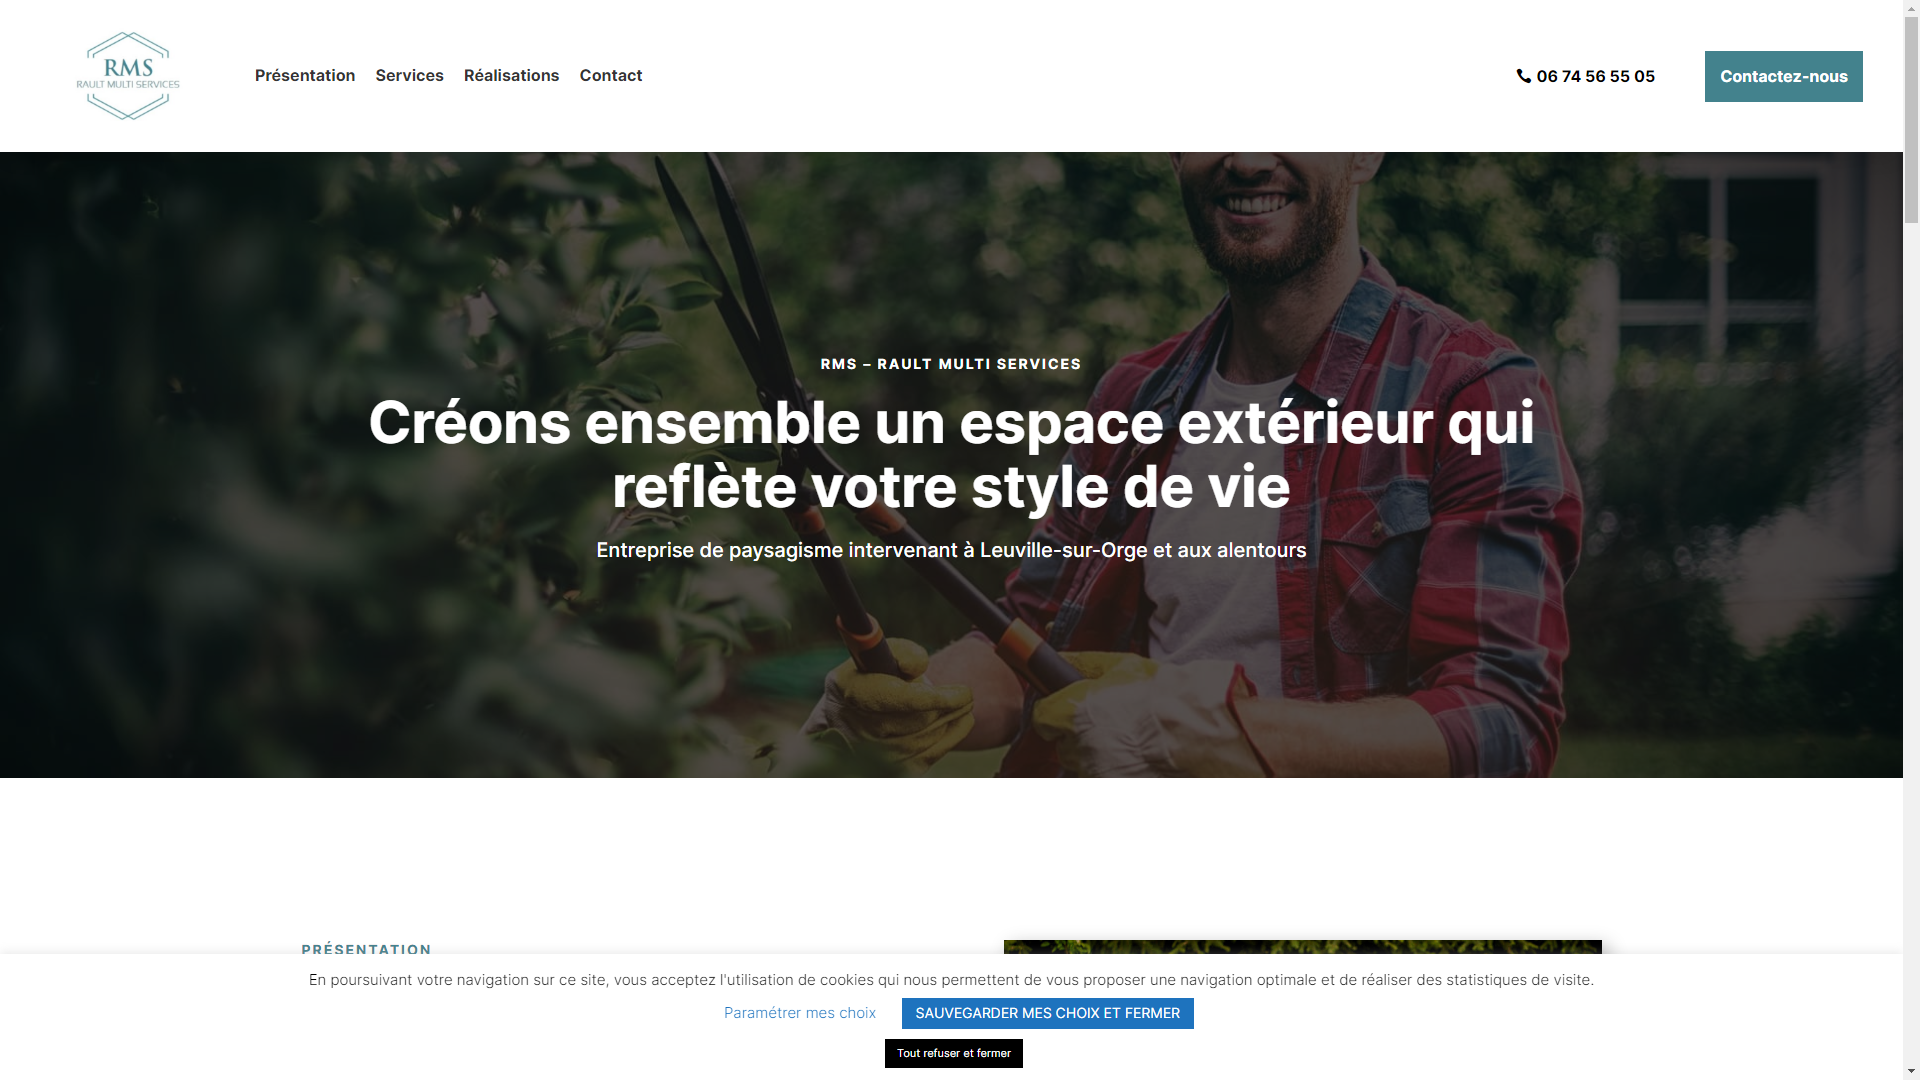 RMS
RAULT MULTI SERVICES
Présentation
Services
Réalisations
Contact
06 74 56 55 05
Contactez-nous
RMS – RAULT MULTI SERVICES
Créons ensemble un espace extérieur qui
reflète votre style de vie
Entreprise de paysagisme intervenant à Leuville-sur-Orge et aux alentours
PRÉSENTATION
En poursuivant votre navigation sur ce site, vous acceptez l'utilisation de cookies qui nous permettent de vous proposer une navigation optimale et de réaliser des statistiques de visite.
Paramétrer mes choix
SAUVEGARDER MES CHOIX ET FERMER
Tout refuser et fermer